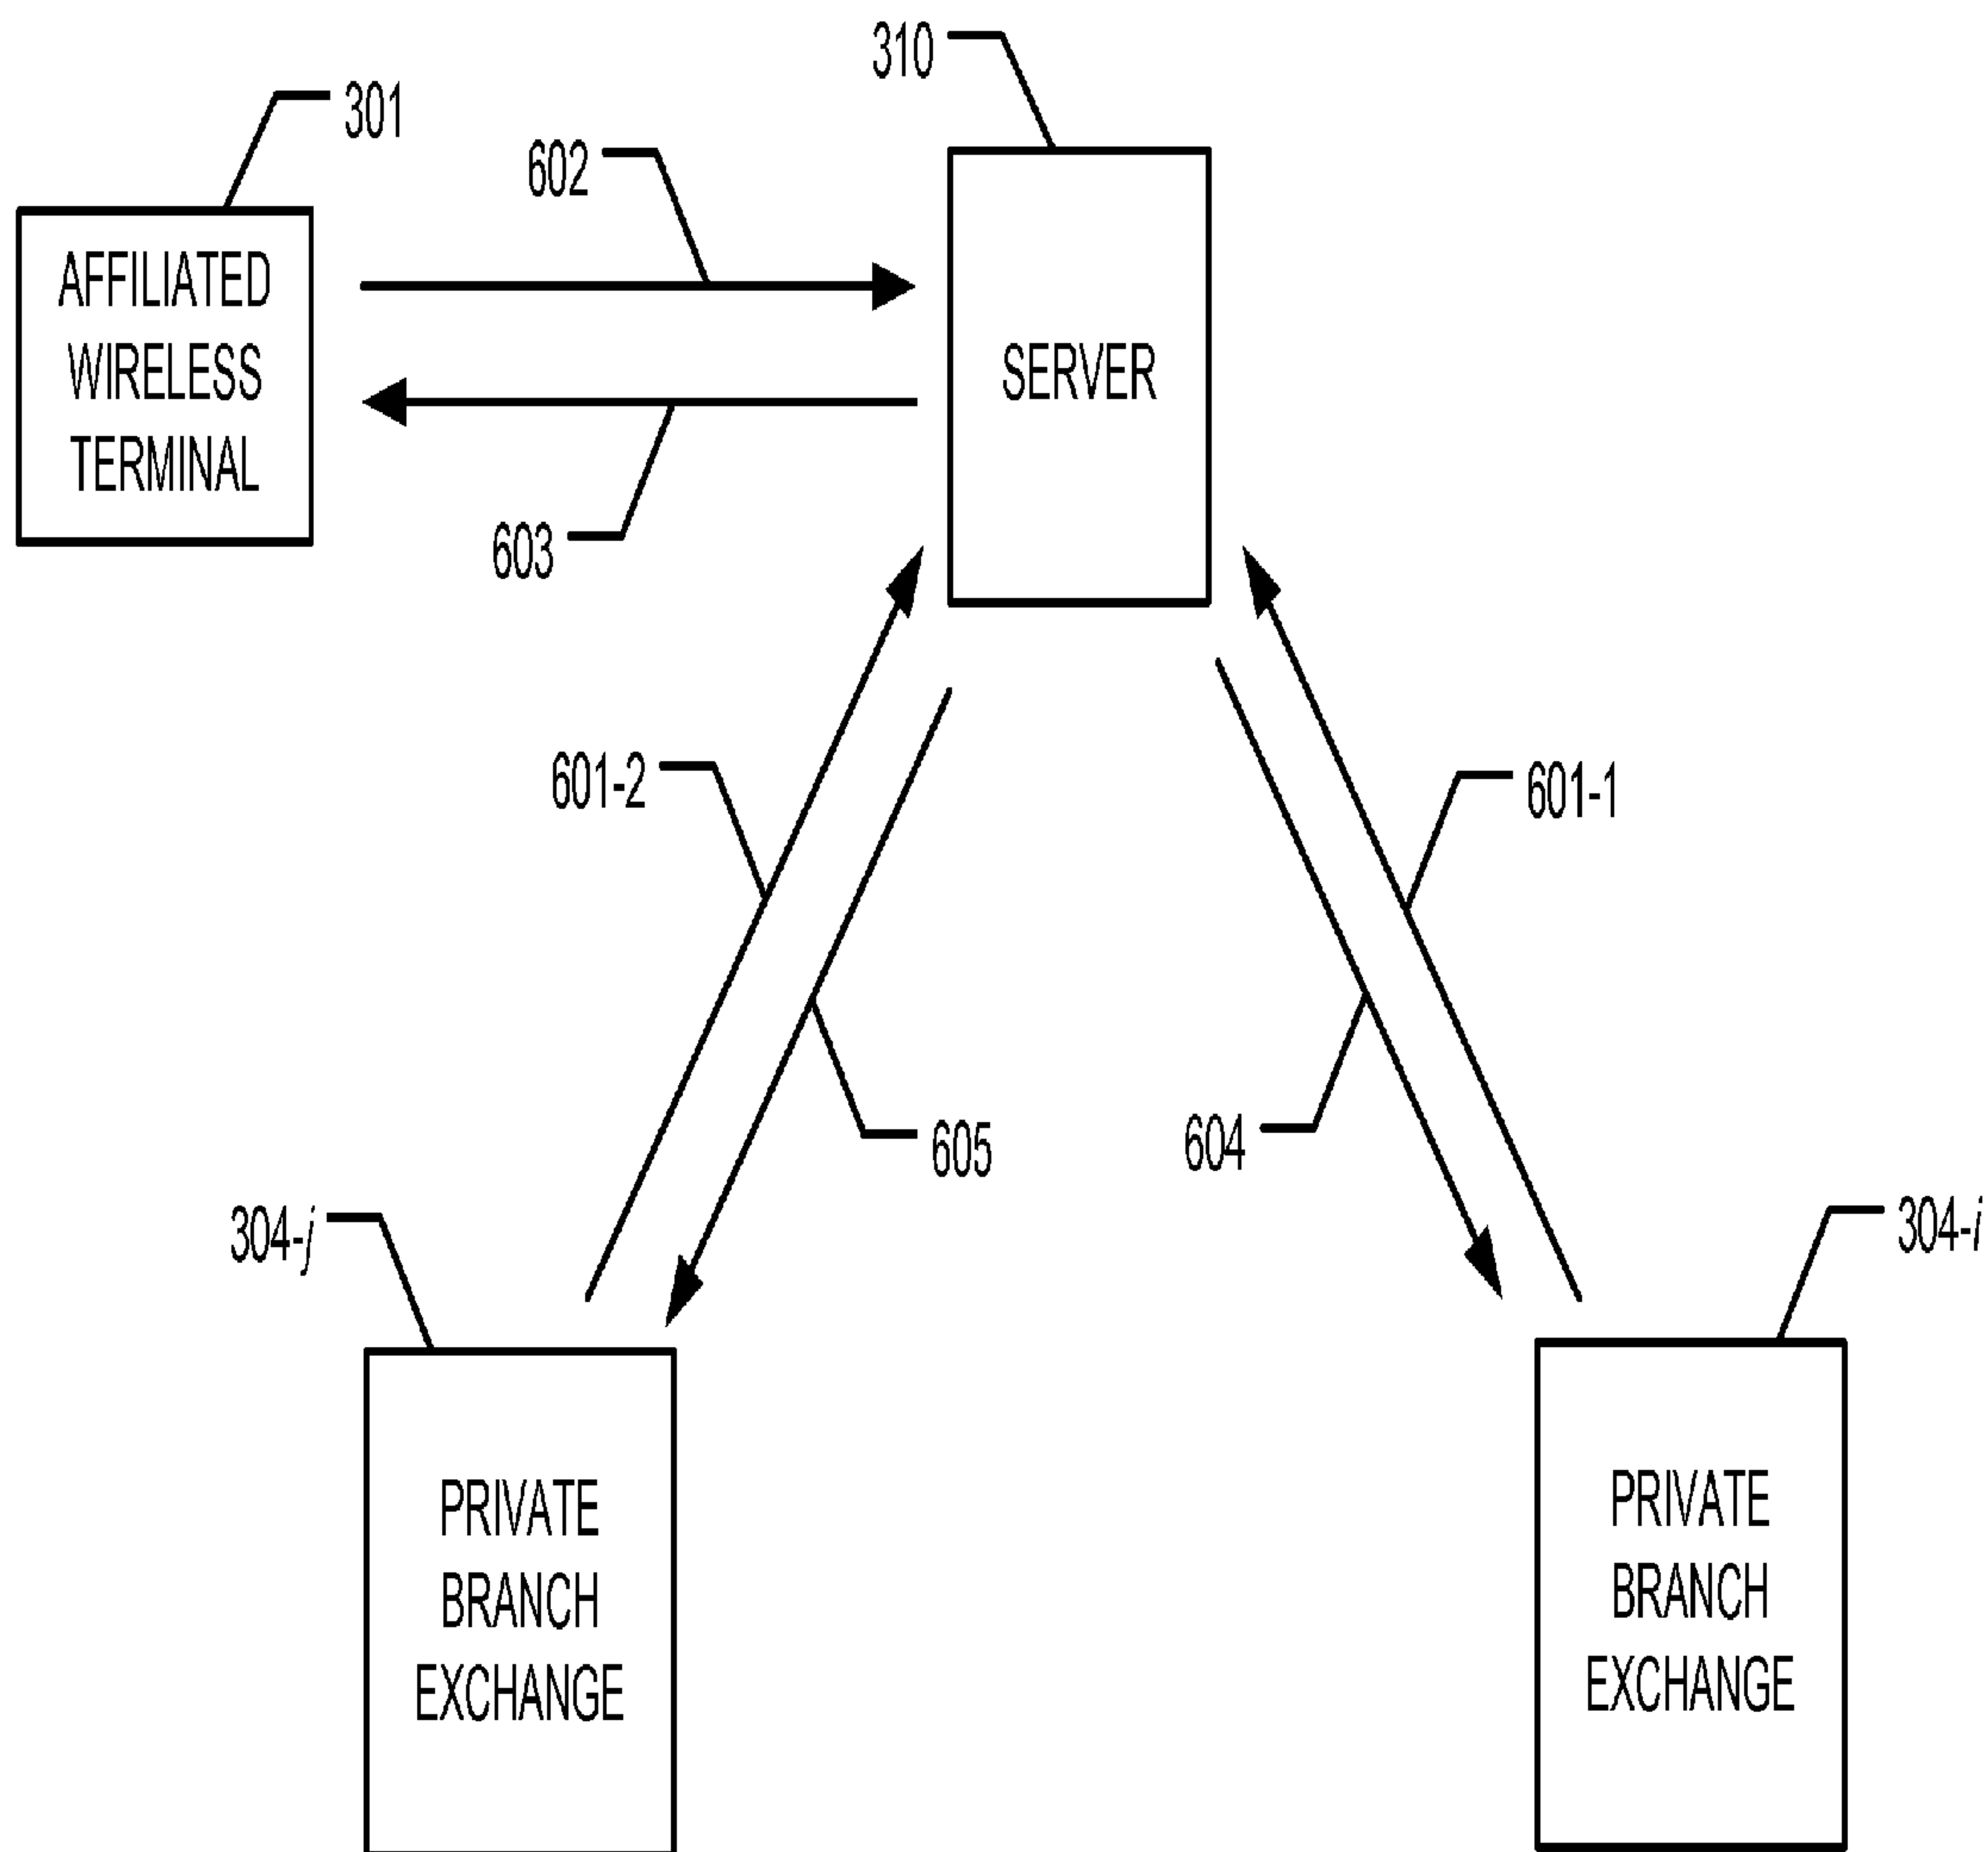 310
301
602
AFFILIATED
WIRELESS
TERMINAL
SERVER
603
601-2
601-1
605
604
304-j
304-i
PRIVATE
BRANCH
EXCHANGE
PRIVATE
BRANCH
EXCHANGE